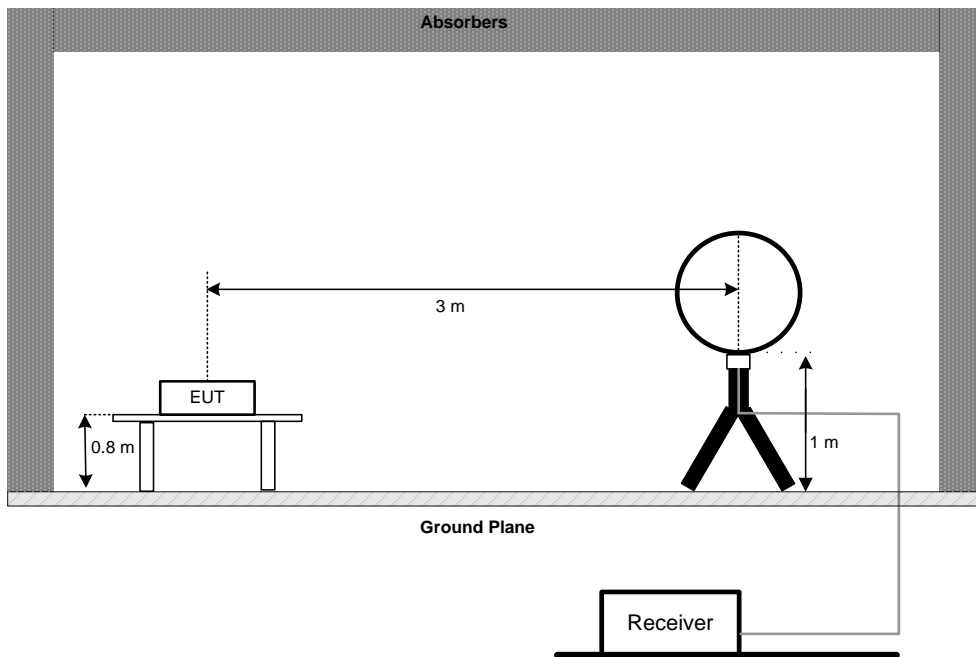 Absorbers
3 m
EUT
0.8 m
1 m
Ground Plane
Receiver